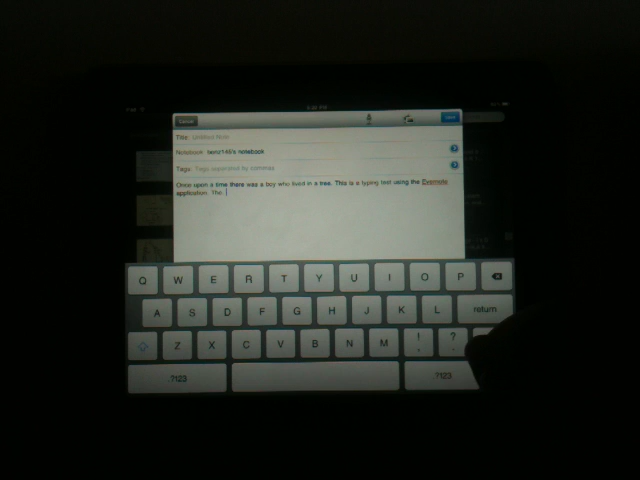 Cancel
Title: Untitled Note
Notebook:
Tags: Tags separated by commas
Once upon a time there was a boy who lived in a tree. This is a typing test using the Evernote
application. The
Q W E R T Y U I O P
A S D F G H J K L return
Z X C V B N M ! , ? .
.?123 .?123